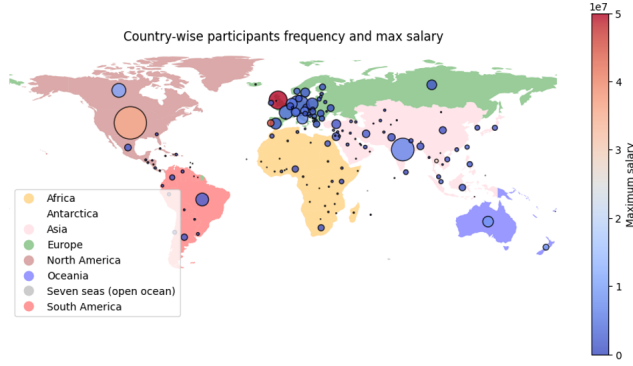 Country-wise participants frequency and max salary
Africa
Antarctica
Asia
Europe
North America
Oceania
Seven seas (open ocean)
South America
1e7
5
4
3
2
1
0
Maximum salary